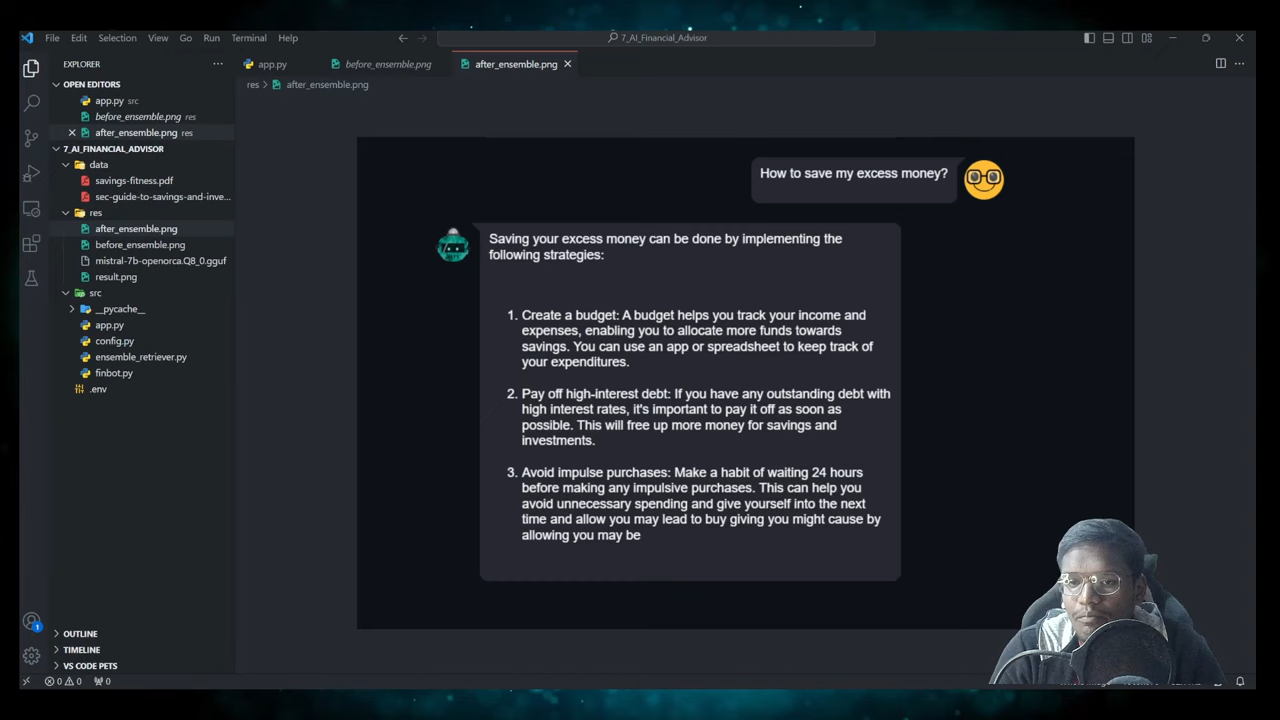 File Edit Selection View Go Run Terminal Help
7_AI_Financial_Advisor
EXPLORER
app.py
before_ensemble.png
after_ensemble.png
OPEN EDITORS
res
after_ensemble.png
app.py src
before_ensemble.png res
after_ensemble.png res
7_AI_FINANCIAL_ADVISOR
data
savings-fitness.pdf
sec-guide-to-savings-and-inve...
res
after_ensemble.png
before_ensemble.png
mistral-7b-openorca.Q8_0.gguf
result.png
src
__pycache__
app.py
config.py
ensemble_retriever.py
finbot.py
.env
How to save my excess money?
Saving your excess money can be done by implementing the
following strategies:
1. Create a budget: A budget helps you track your income and
expenses, enabling you to allocate more funds towards
savings. You can use an app or spreadsheet to keep track of
your expenditures.
2. Pay off high-interest debt: If you have any outstanding debt with
high interest rates, it's important to pay it off as soon as
possible. This will free up more money for savings and
investments.
3. Avoid impulse purchases: Make a habit of waiting 24 hours
before making any impulsive purchases. This can help you
avoid unnecessary spending and give yourself into the next
time and allow you may lead to buy giving you might cause by
allowing you may be
1
OUTLINE
TIMELINE
VS CODE PETS
0 0 0